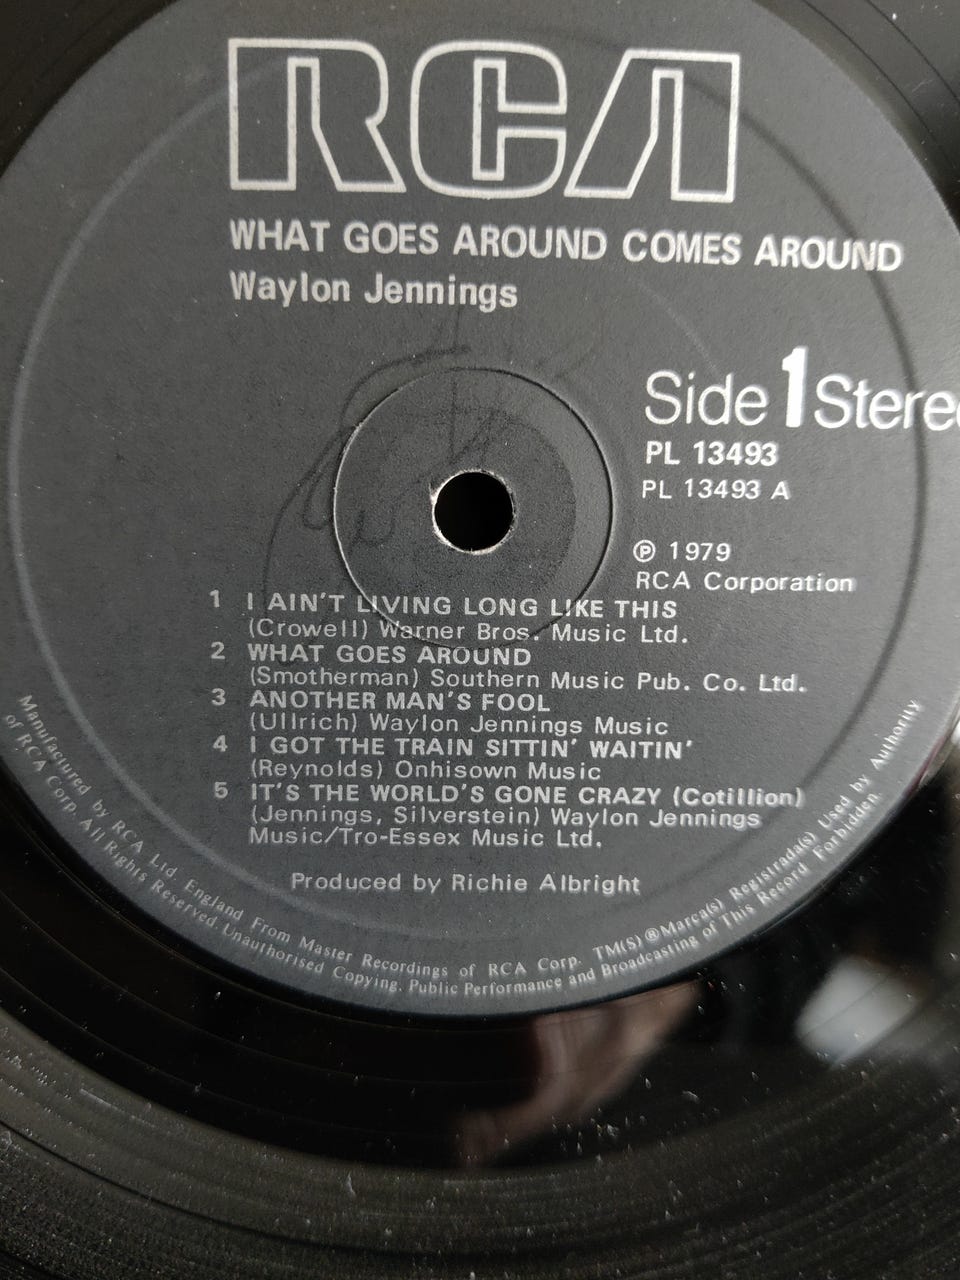 RCA
WHAT GOES AROUND COMES AROUND
Waylon Jennings
Side 1 Stereo
PL 13493
PL 13493 A
Ⓟ 1979
RCA Corporation
1 I AIN'T LIVING LONG LIKE THIS
(Crowell) Warner Bros. Music Ltd.
2 WHAT GOES AROUND
(Smotherman) Southern Music Pub. Co. Ltd.
3 ANOTHER MAN'S FOOL
(Ullrich) Waylon Jennings Music
4 I GOT THE TRAIN SITTIN' WAITIN'
(Reynolds) Onhisown Music
5 IT'S THE WORLD'S GONE CRAZY (Cotillion)
(Jennings, Silverstein) Waylon Jennings
Music/Tro-Essex Music Ltd.
Produced by Richie Albright
Manufactured by RCA Ltd. England From Master Recordings of RCA Corp. TM(S) ® Marca(s) Registrada(s) Used by Authority
of RCA Corp. All Rights Reserved. Unauthorised Copying, Public Performance and Broadcasting of This Record Forbidden.